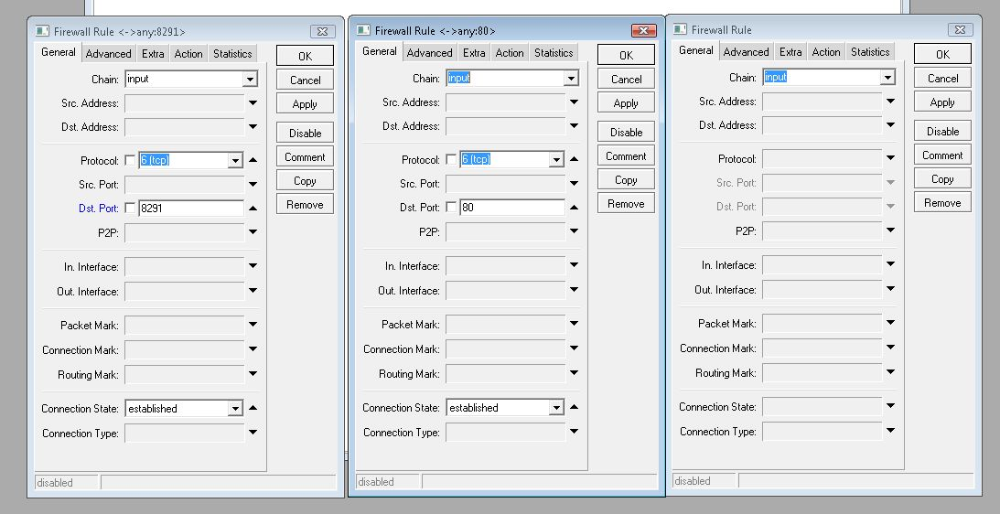 Firewall Rule <->any:8291>
General Advanced Extra Action Statistics
Chain: input
Src. Address:
Dst. Address:
Protocol: 6 (tcp)
Src. Port:
Dst. Port: 8291
P2P:
In. Interface:
Out. Interface:
Packet Mark:
Connection Mark:
Routing Mark:
Connection State: established
Connection Type:
OK
Cancel
Apply
Disable
Comment
Copy
Remove
disabled
Firewall Rule <->any:80>
General Advanced Extra Action Statistics
Chain: input
Src. Address:
Dst. Address:
Protocol: 6 (tcp)
Src. Port:
Dst. Port: 80
P2P:
In. Interface:
Out. Interface:
Packet Mark:
Connection Mark:
Routing Mark:
Connection State: established
Connection Type:
OK
Cancel
Apply
Disable
Comment
Copy
Remove
disabled
Firewall Rule
General Advanced Extra Action Statistics
Chain: input
Src. Address:
Dst. Address:
Protocol:
Src. Port:
Dst. Port:
P2P:
In. Interface:
Out. Interface:
Packet Mark:
Connection Mark:
Routing Mark:
Connection State:
Connection Type:
OK
Cancel
Apply
Disable
Comment
Copy
Remove
disabled